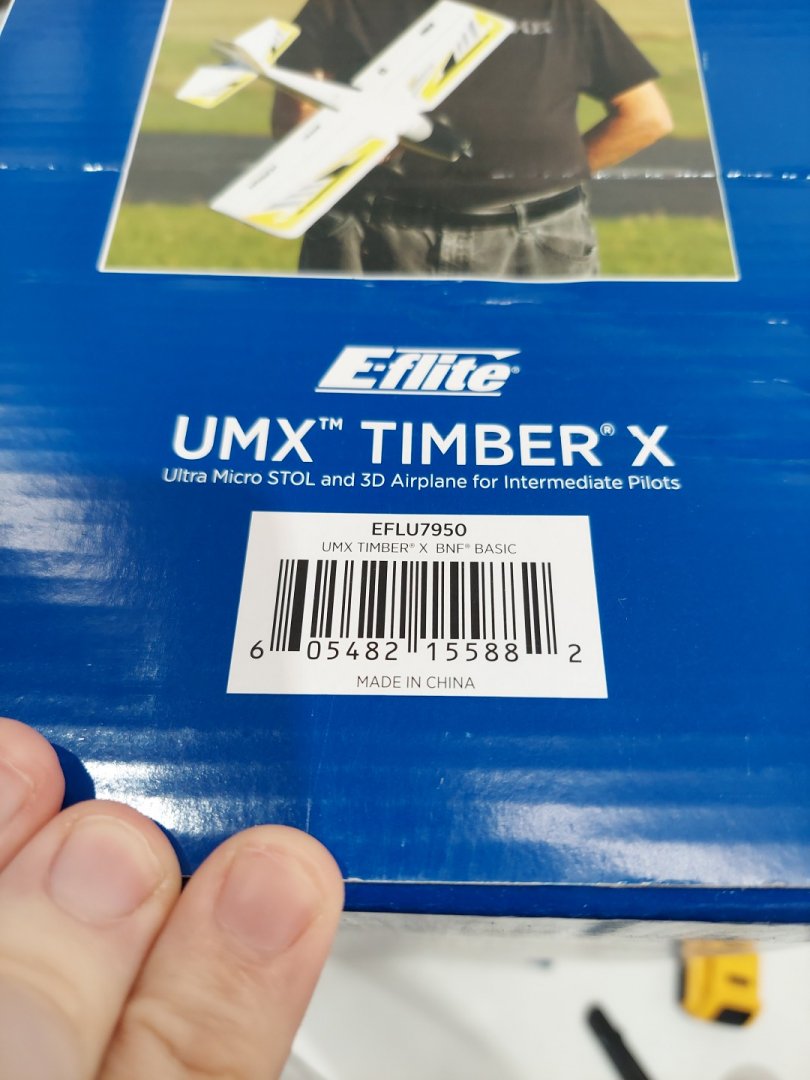 E-flite®
UMX™ TIMBER® X
Ultra Micro STOL and 3D Airplane for Intermediate Pilots
EFLU7950
UMX TIMBER® X BNF® BASIC
6 05482 15588 2
MADE IN CHINA